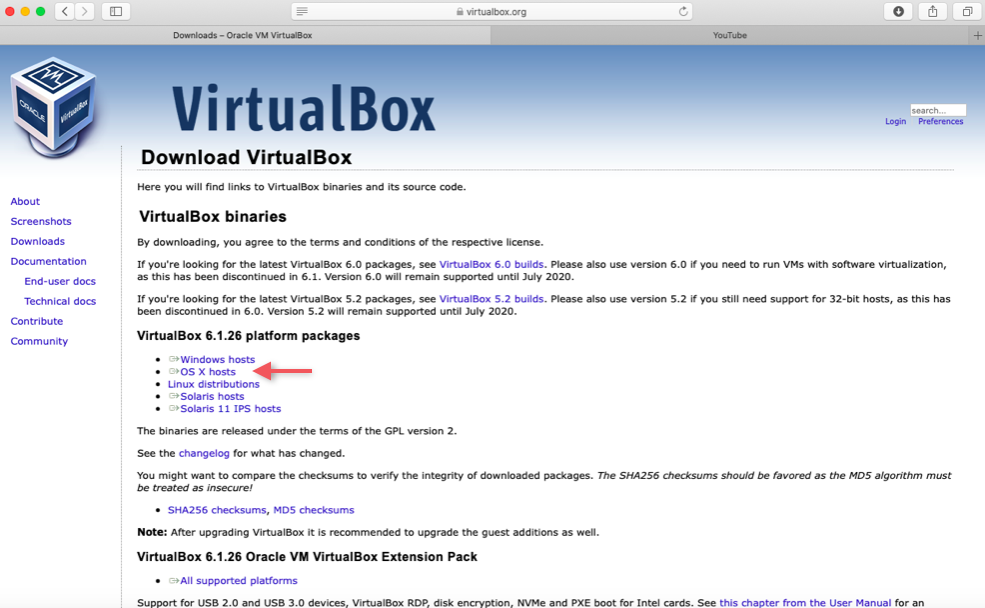 virtualbox.org
Downloads – Oracle VM VirtualBox
YouTube
ORACLE
VirtualBox
VirtualBox
search...
Login
Preferences
Download VirtualBox
Here you will find links to VirtualBox binaries and its source code.
About
Screenshots
Downloads
Documentation
End-user docs
Technical docs
Contribute
Community
VirtualBox binaries
By downloading, you agree to the terms and conditions of the respective license.
If you're looking for the latest VirtualBox 6.0 packages, see VirtualBox 6.0 builds. Please also use version 6.0 if you need to run VMs with software virtualization,
as this has been discontinued in 6.1. Version 6.0 will remain supported until July 2020.
If you're looking for the latest VirtualBox 5.2 packages, see VirtualBox 5.2 builds. Please also use version 5.2 if you still need support for 32-bit hosts, as this has
been discontinued in 6.0. Version 5.2 will remain supported until July 2020.
VirtualBox 6.1.26 platform packages
• Windows hosts
• OS X hosts
• Linux distributions
• Solaris hosts
• Solaris 11 IPS hosts
The binaries are released under the terms of the GPL version 2.
See the changelog for what has changed.
You might want to compare the checksums to verify the integrity of downloaded packages. The SHA256 checksums should be favored as the MD5 algorithm must
be treated as insecure!
• SHA256 checksums, MD5 checksums
Note: After upgrading VirtualBox it is recommended to upgrade the guest additions as well.
VirtualBox 6.1.26 Oracle VM VirtualBox Extension Pack
• All supported platforms
Support for USB 2.0 and USB 3.0 devices, VirtualBox RDP, disk encryption, NVMe and PXE boot for Intel cards. See this chapter from the User Manual for an